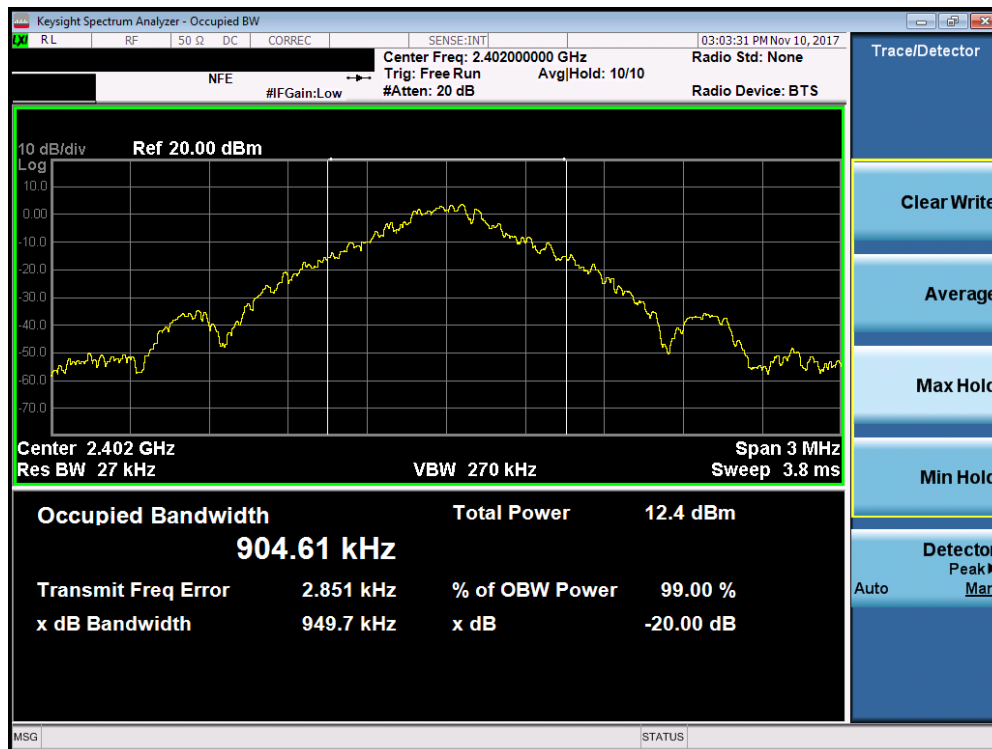 Keysight Spectrum Analyzer - Occupied BW
LXI RL RF 50 Ω DC CORREC SENSE:INT 03:03:31 PM Nov 10, 2017
Center Freq: 2.402000000 GHz Radio Std: None
NFE Trig: Free Run Avg|Hold: 10/10
#IFGain:Low #Atten: 20 dB Radio Device: BTS
10 dB/div Ref 20.00 dBm
Log
10.0
0.00
-10.0
-20.0
-30.0
-40.0
-50.0
-60.0
-70.0
Center 2.402 GHz Span 3 MHz
Res BW 27 kHz VBW 270 kHz Sweep 3.8 ms
Occupied Bandwidth Total Power 12.4 dBm
904.61 kHz
Transmit Freq Error 2.851 kHz % of OBW Power 99.00 %
x dB Bandwidth 949.7 kHz x dB -20.00 dB
MSG STATUS
Trace/Detector
Clear Write
Average
Max Hold
Min Hold
Detector
Peak
Auto Man